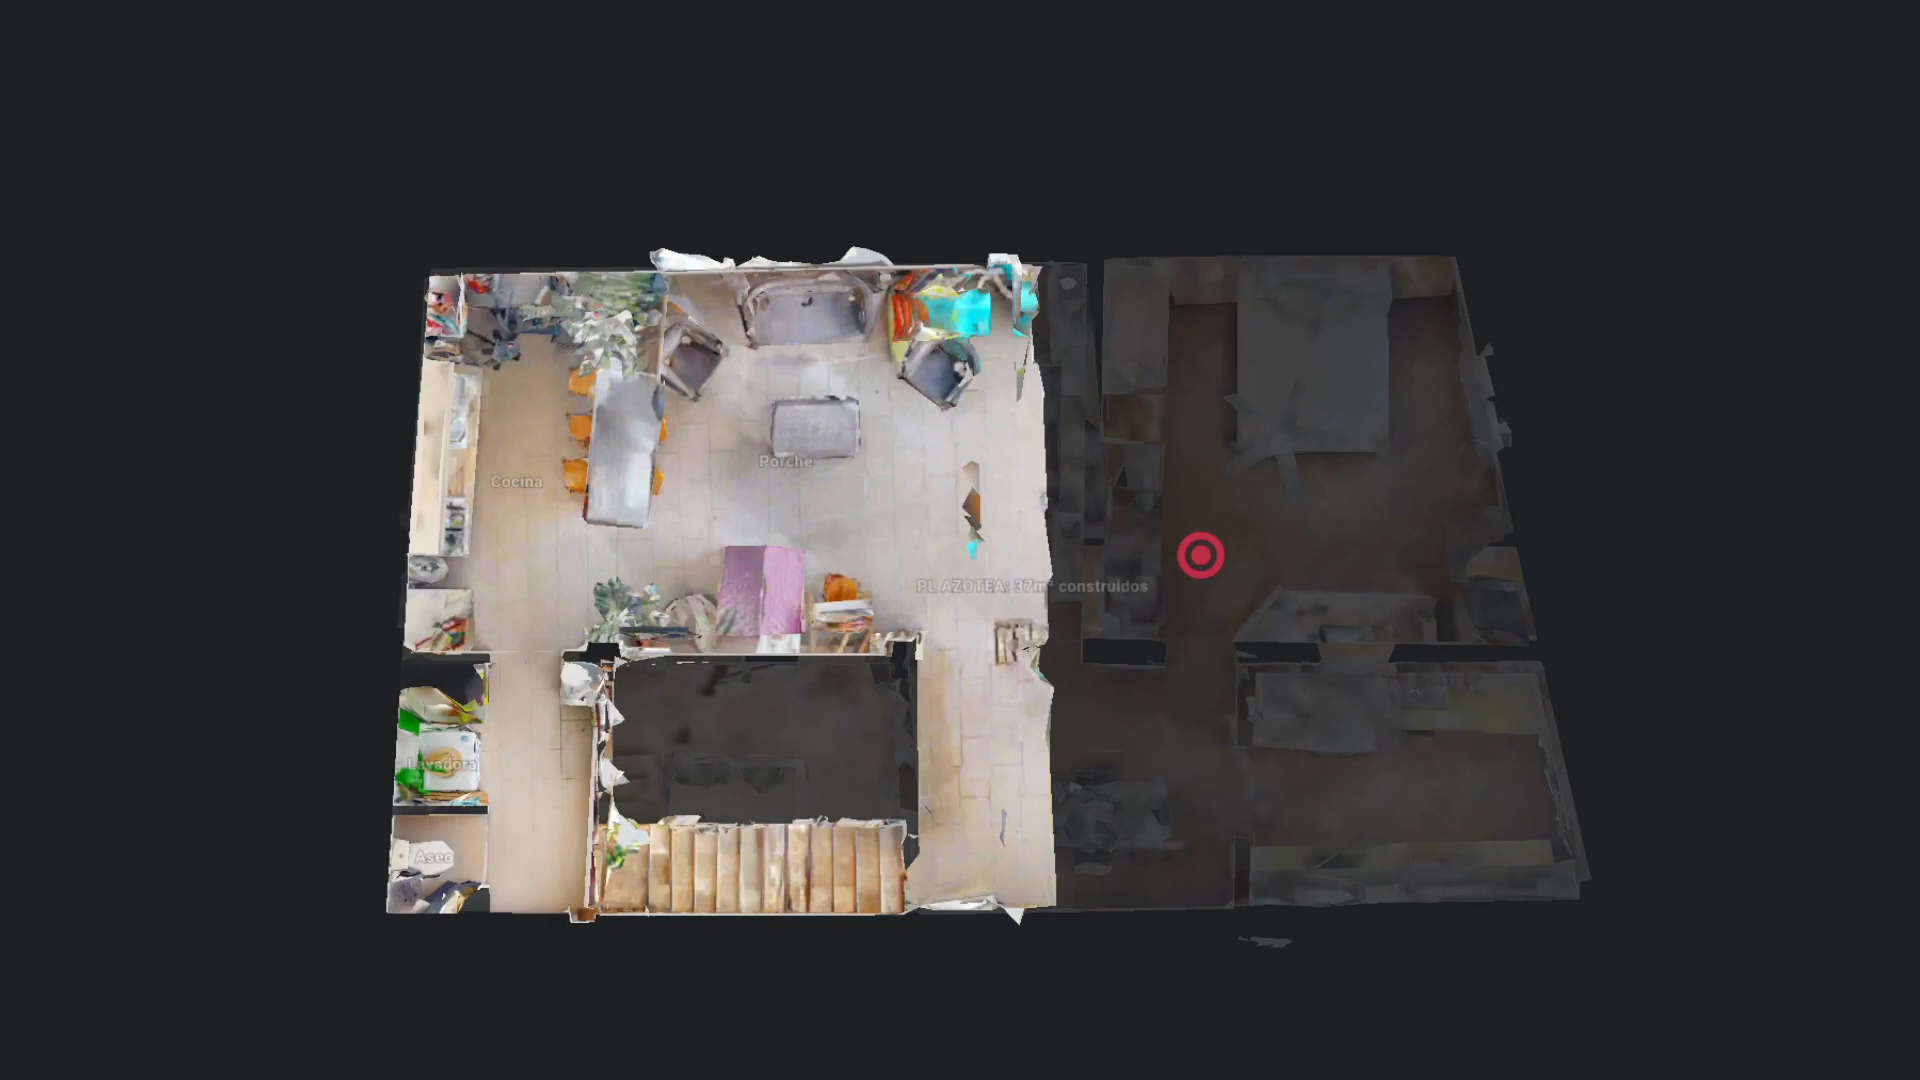 Cocina
Porche
PL AZOTEA: 37m² construidos
Lavadora
Aseo